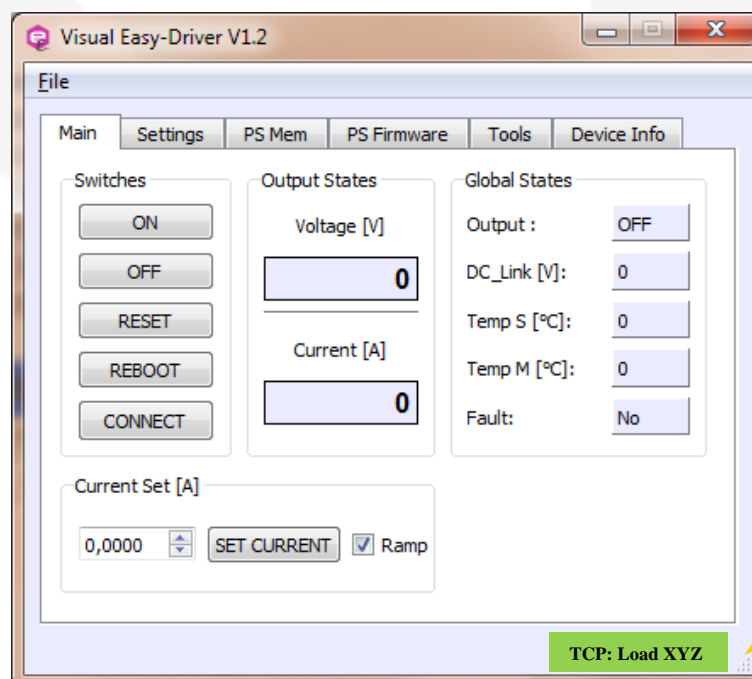 Visual Easy-Driver V1.2
File
Main Settings PS Mem PS Firmware Tools Device Info
Switches
ON
OFF
RESET
REBOOT
CONNECT
Output States
Voltage [V]
0
Current [A]
0
Global States
Output : OFF
DC_Link [V]: 0
Temp S [°C]: 0
Temp M [°C]: 0
Fault: No
Current Set [A]
0,0000 SET CURRENT Ramp
TCP: Load XYZ